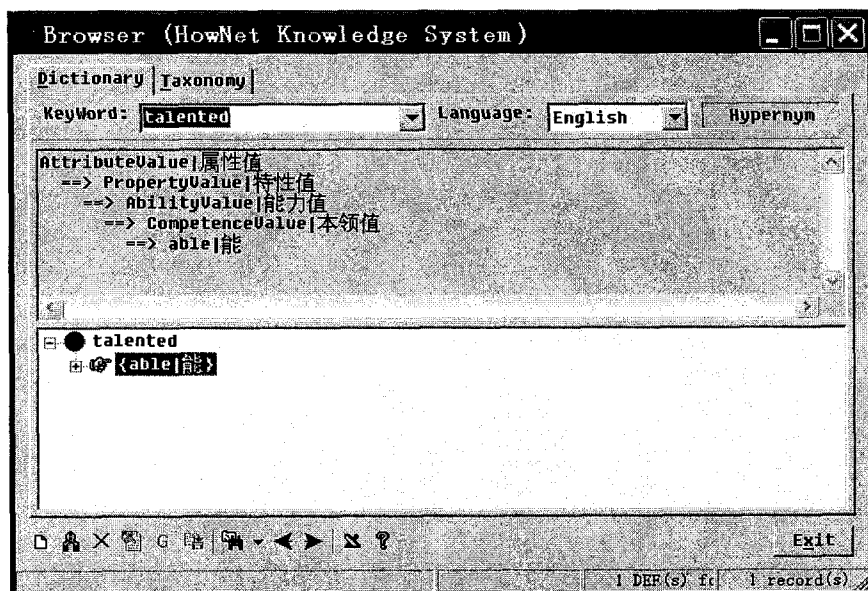 Browser (HowNet Knowledge System)
Dictionary Taxonomy
KeyWord: talented Language: English Hypernym
AttributeValue|属性值
==> PropertyValue|特性值
==> AbilityValue|能力值
==> CompetenceValue|本领值
==> able|能
talented
{able|能}
G Exit
1 DEF(s) fo 1 record(s)